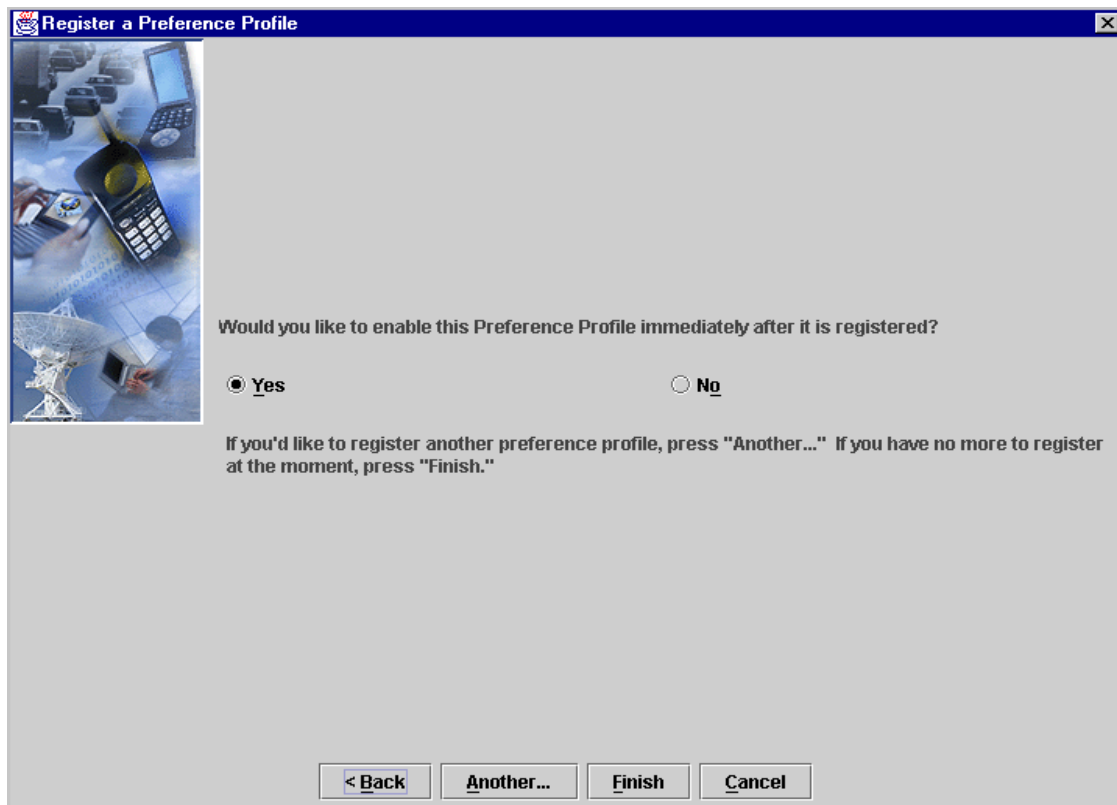 Register a Preference Profile
Would you like to enable this Preference Profile immediately after it is registered?
Yes No
If you'd like to register another preference profile, press "Another..." If you have no more to register
at the moment, press "Finish."
< Back Another... Finish Cancel